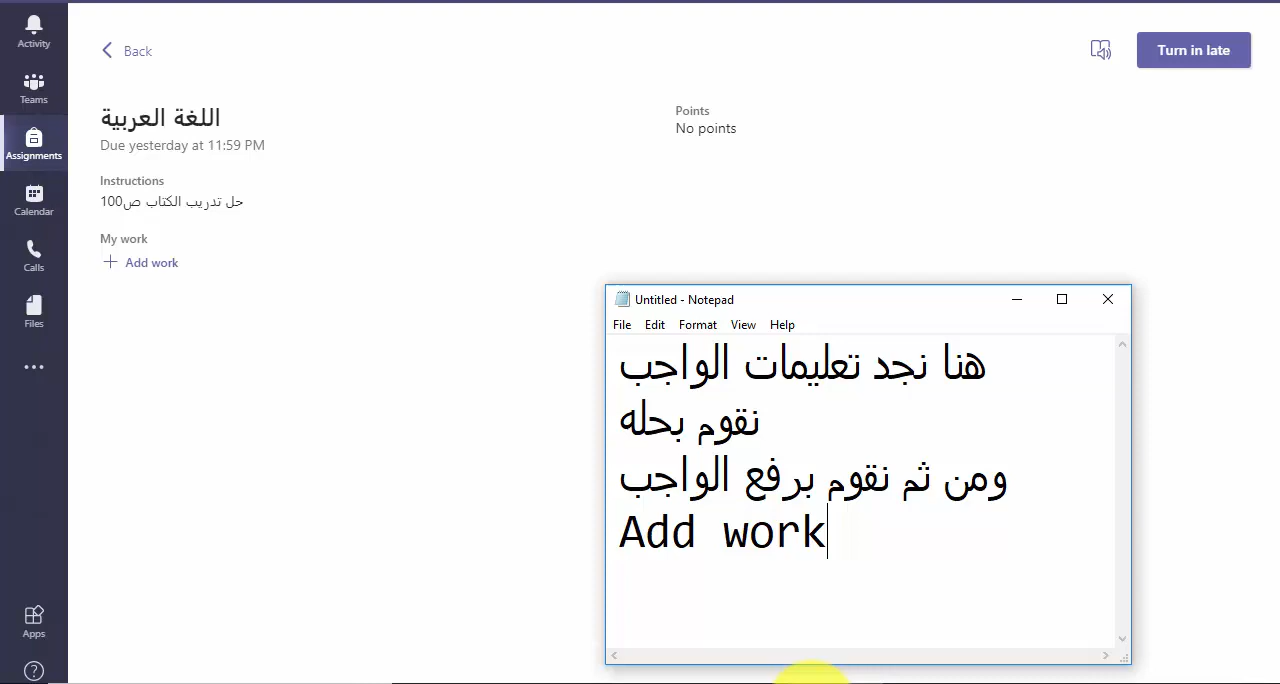 Activity
Teams
Assignments
Calendar
Calls
Files
Apps
Back
Turn in late
اللغة العربية
Due yesterday at 11:59 PM
Points
No points
Instructions
حل تدريب الكتاب ص100
My work
Add work
Untitled - Notepad
File Edit Format View Help
هنا نجد تعليمات الواجب
نقوم بحله
ومن ثم نقوم برفع الواجب
Add work